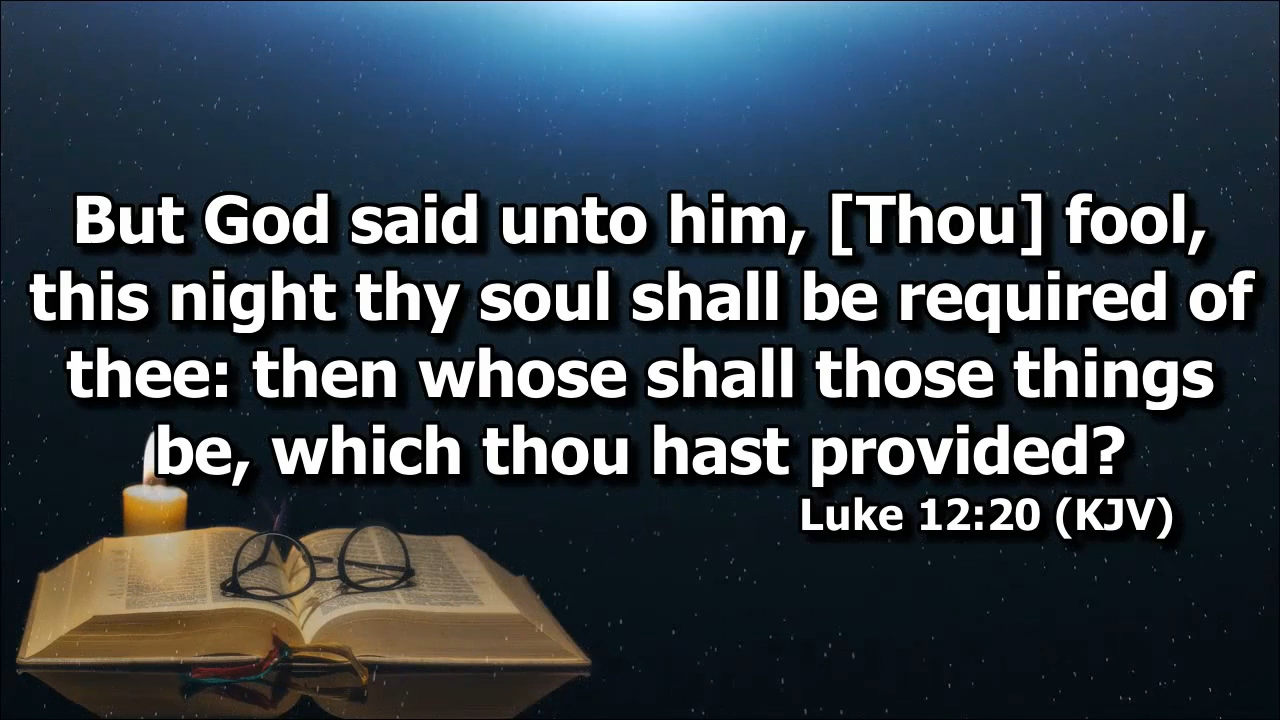 But God said unto him, [Thou] fool,
this night thy soul shall be required of
thee: then whose shall those things
be, which thou hast provided?
Luke 12:20 (KJV)